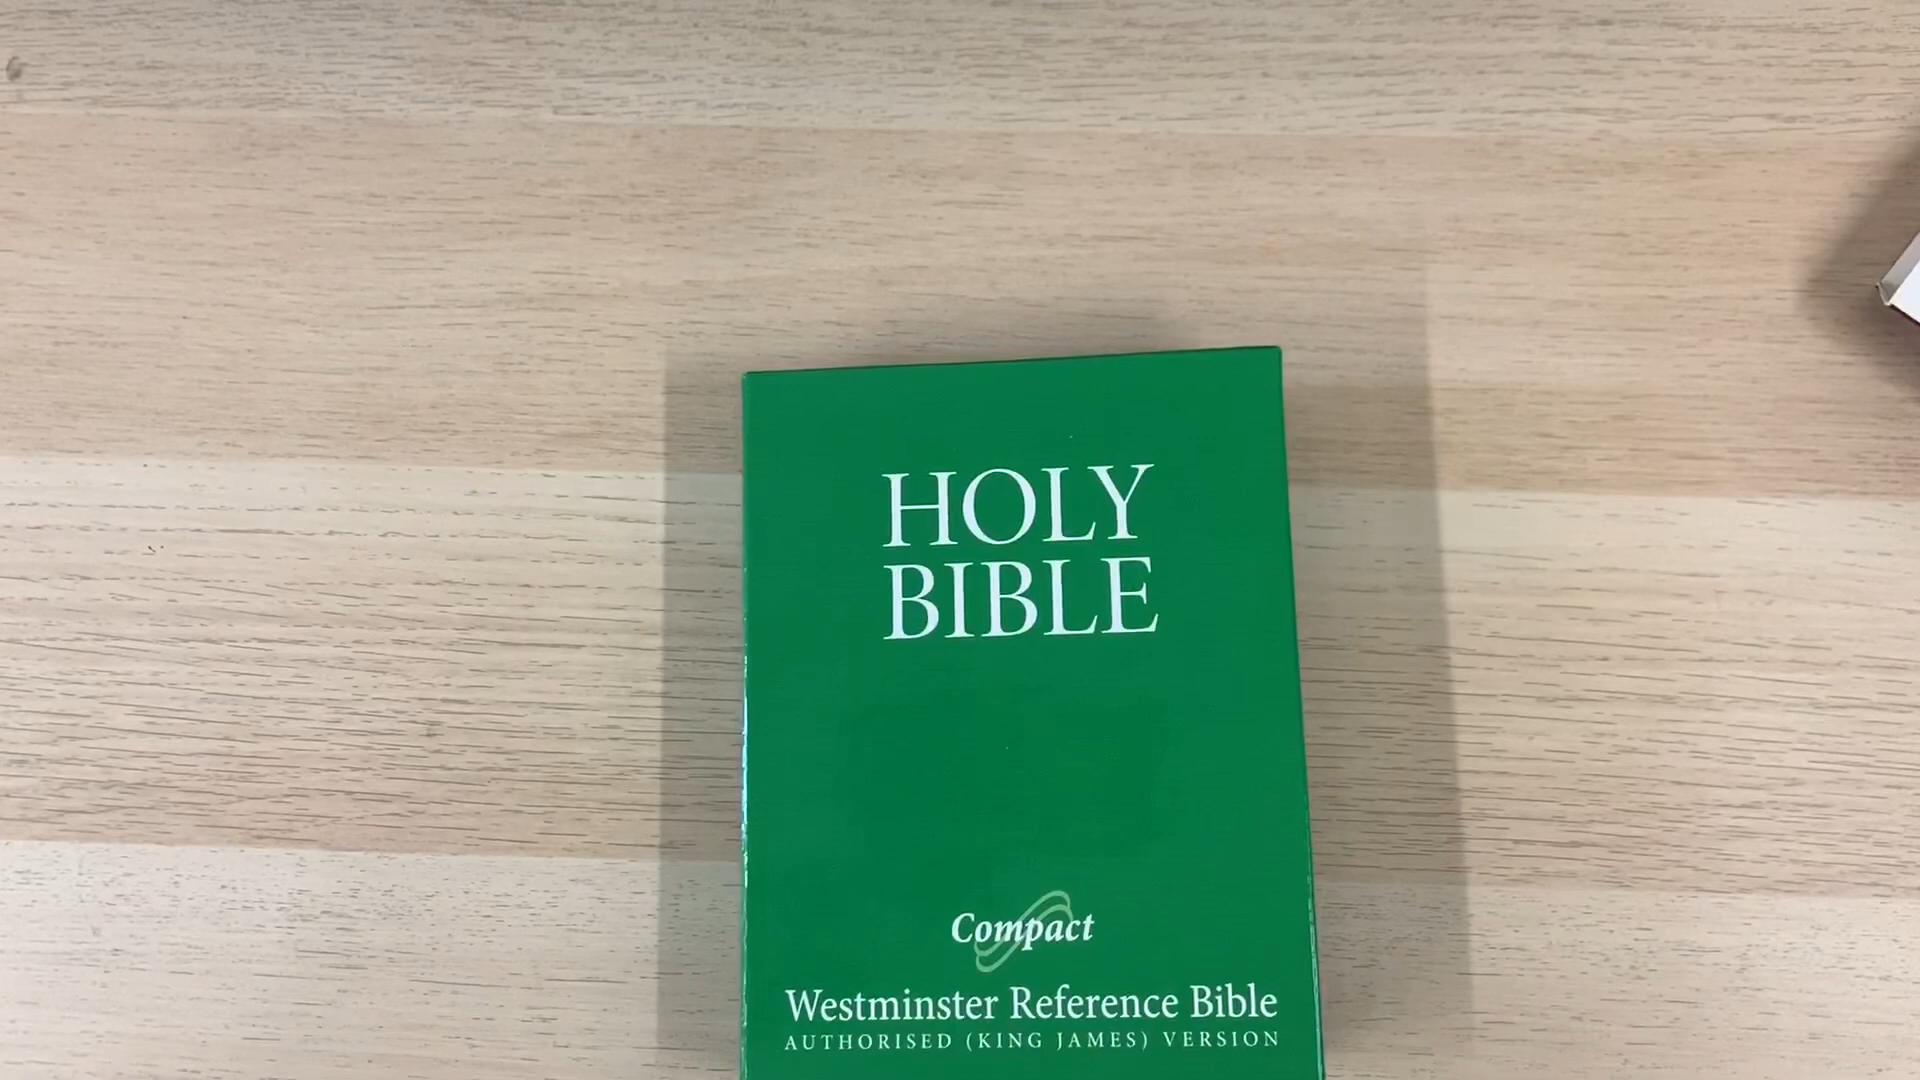 HOLY
BIBLE
Compact
Westminster Reference Bible
AUTHORISED (KING JAMES) VERSION